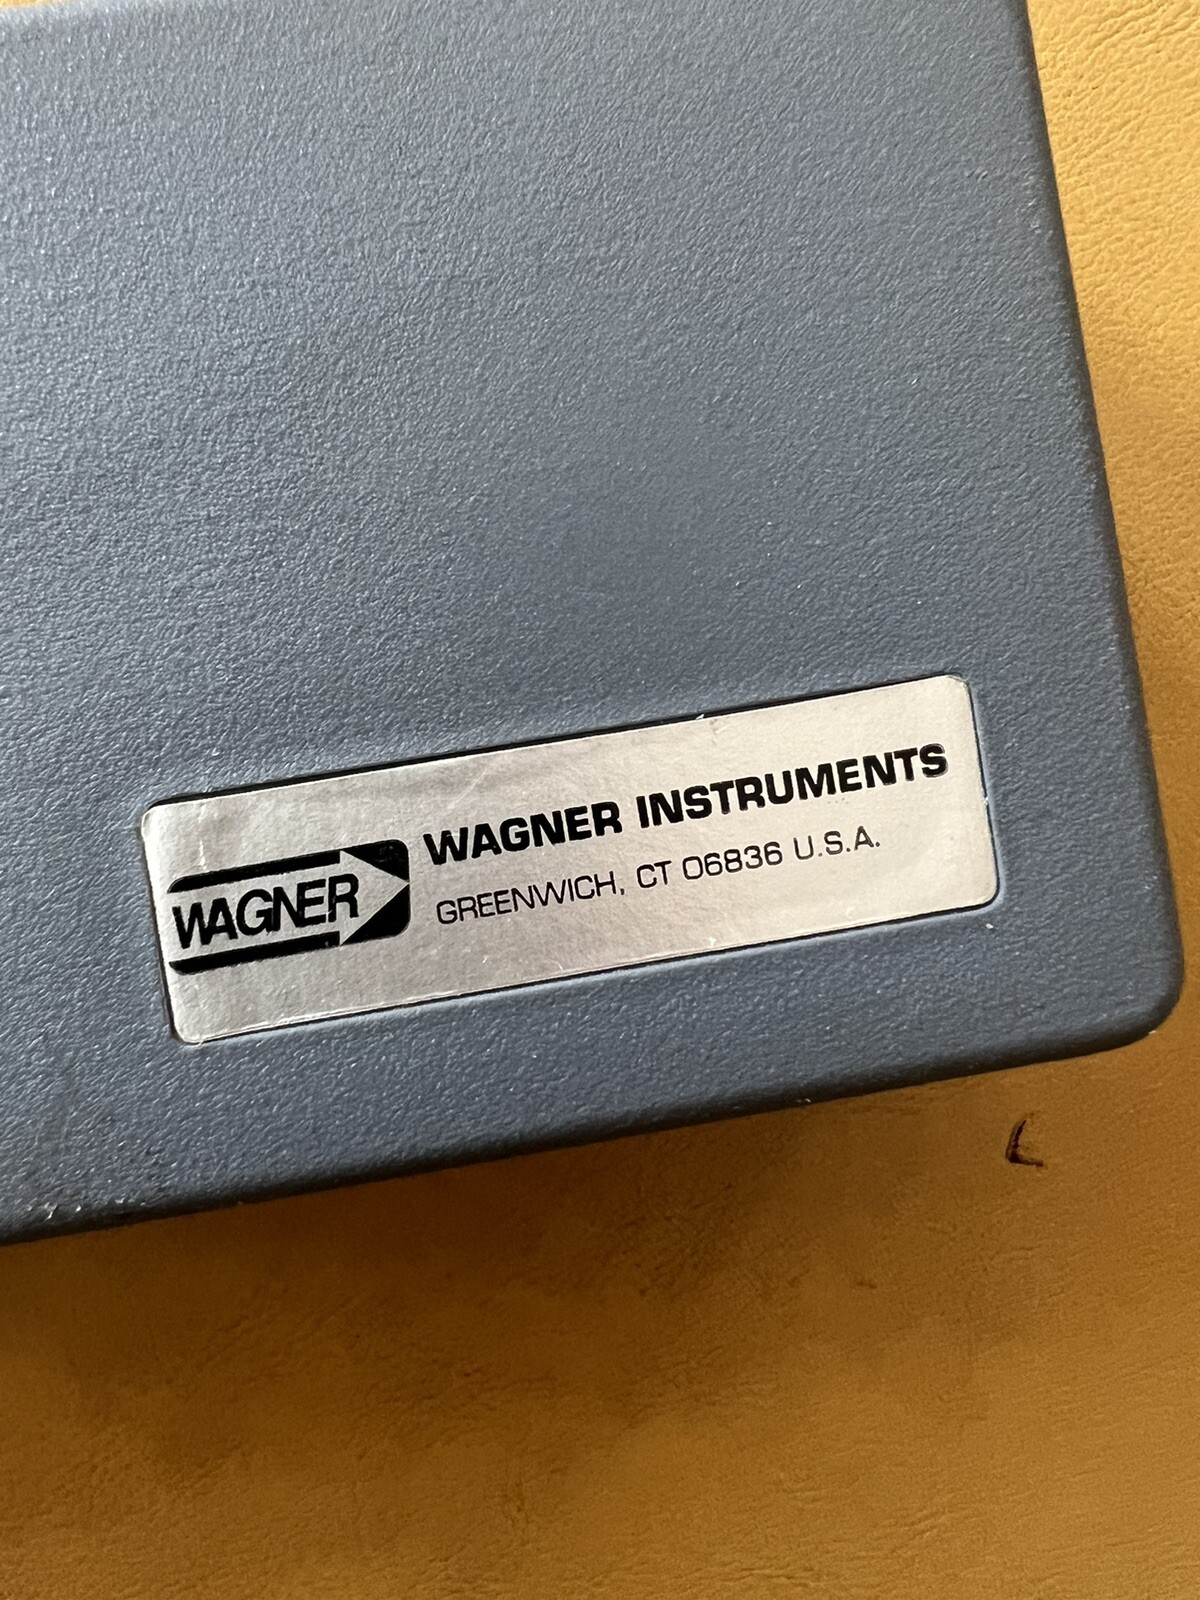 WAGNER
WAGNER INSTRUMENTS
GREENWICH, CT 06836 U.S.A.